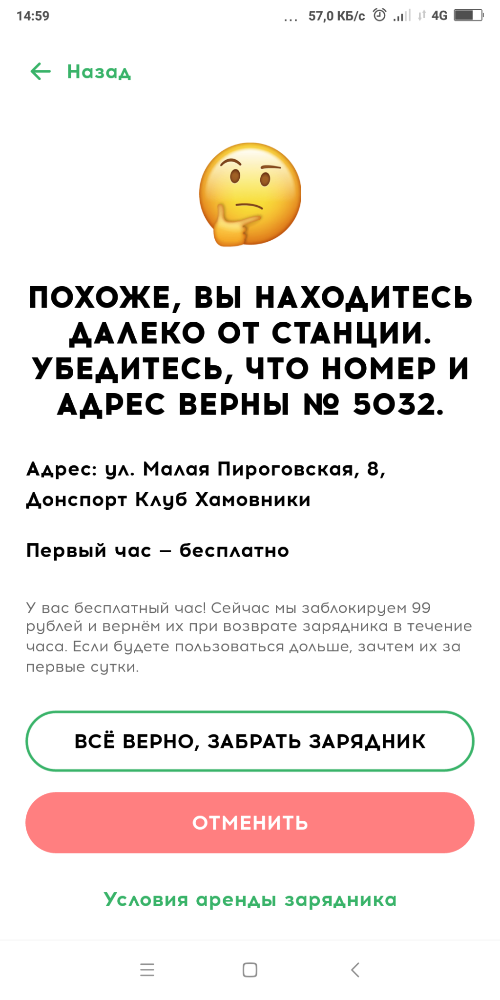 14:59
... 57,0 КБ/с 4G
Назад
ПОХОЖЕ, ВЫ НАХОДИТЕСЬ
ДАЛЕКО ОТ СТАНЦИИ.
УБЕДИТЕСЬ, ЧТО НОМЕР И
АДРЕС ВЕРНЫ № 5032.
Адрес: ул. Малая Пироговская, 8,
Донспорт Клуб Хамовники
Первый час – бесплатно
У вас бесплатный час! Сейчас мы заблокируем 99
рублей и вернём их при возврате зарядника в течение
часа. Если будете пользоваться дольше, зачтем их за
первые сутки.
ВСЁ ВЕРНО, ЗАБРАТЬ ЗАРЯДНИК
ОТМЕНИТЬ
Условия аренды зарядника